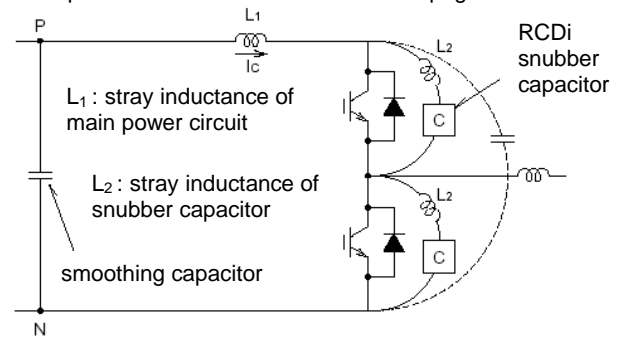 P
L1
Ic
L2
RCDi
snubber
capacitor
L1 : stray inductance of
main power circuit
C
L2 : stray inductance of
snubber capacitor
L2
C
smoothing capacitor
N